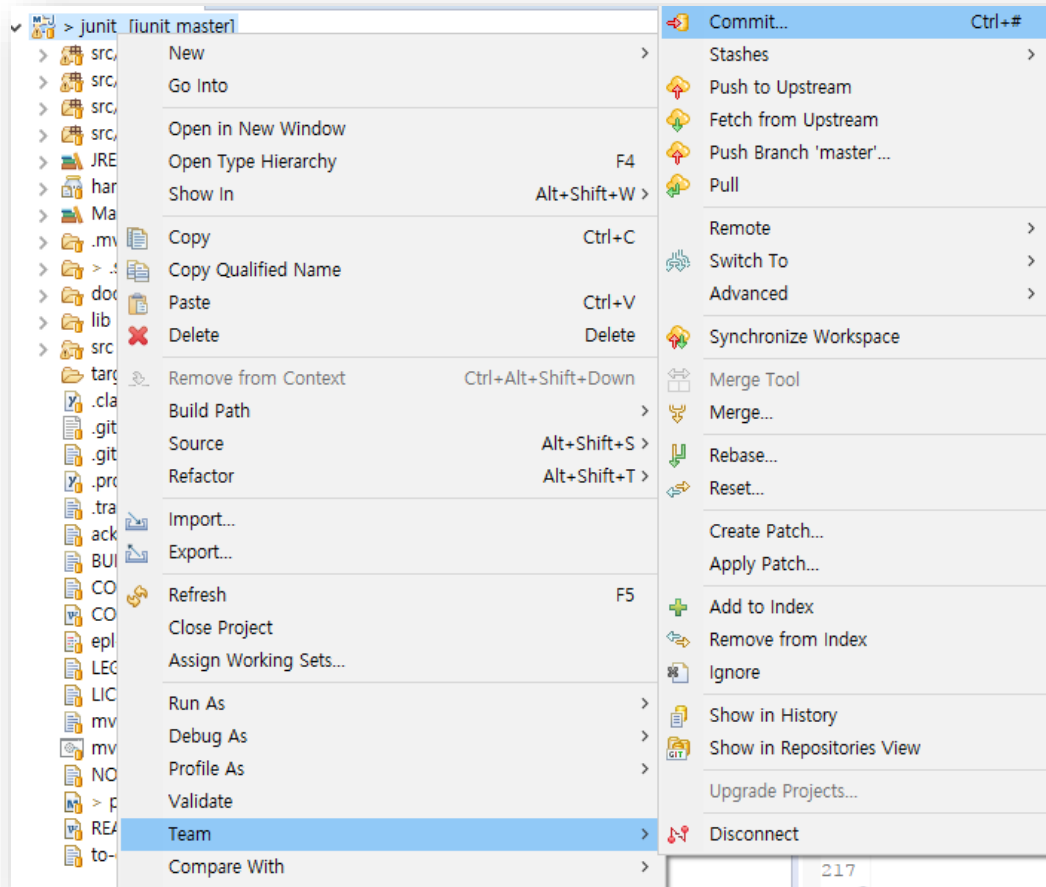 > junit [junit master]
> src/
> src/
> src/
> src/
> JRE
> 
> Ma
> .mv
> > .s
> doc
> lib
> src
targ
.cla
.git
.git
.pro
.tra
ack
BUI
CO
CO
epl
LEG
LIC
mv
mv
NO
> p
REA
to-
New >
Go Into
Open in New Window
Open Type Hierarchy F4
Show In Alt+Shift+W >
Copy Ctrl+C
Copy Qualified Name
Paste Ctrl+V
Delete Delete
Remove from Context Ctrl+Alt+Shift+Down
Build Path >
Source Alt+Shift+S >
Refactor Alt+Shift+T >
Import...
Export...
Refresh F5
Close Project
Assign Working Sets...
Run As >
Debug As >
Profile As >
Validate
Team >
Compare With >
Commit... Ctrl+#
Stashes >
Push to Upstream
Fetch from Upstream
Push Branch 'master'...
Pull
Remote >
Switch To >
Advanced >
Synchronize Workspace
Merge Tool
Merge...
Rebase...
Reset...
Create Patch...
Apply Patch...
Add to Index
Remove from Index
Ignore
Show in History
Show in Repositories View
Upgrade Projects...
Disconnect
217